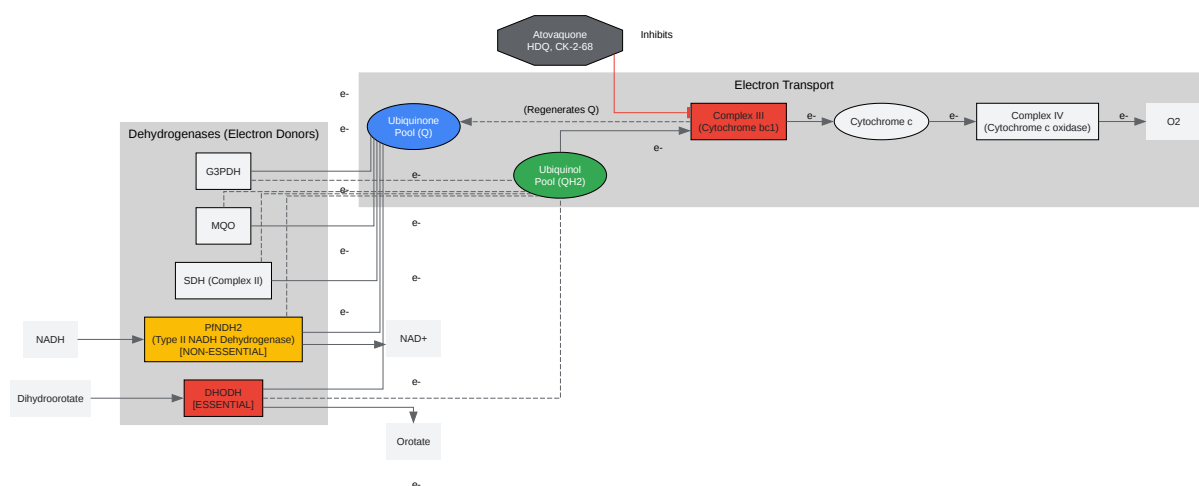 Atovaquone
HDQ, CK-2-68
Inhibits
Electron Transport
e-
(Regenerates Q)
Ubiquinone
Pool (Q)
Complex III
(Cytochrome bc1)
e-
Cytochrome c
e-
Complex IV
(Cytochrome c oxidase)
e-
O2
e-
Dehydrogenases (Electron Donors)
e-
G3PDH
e-
Ubiquinol
Pool (QH2)
e-
MQO
e-
e-
SDH (Complex II)
e-
e-
NADH
PfNDH2
(Type II NADH Dehydrogenase)
[NON-ESSENTIAL]
NAD+
e-
Dihydroorotate
DHODH
[ESSENTIAL]
Orotate
e-